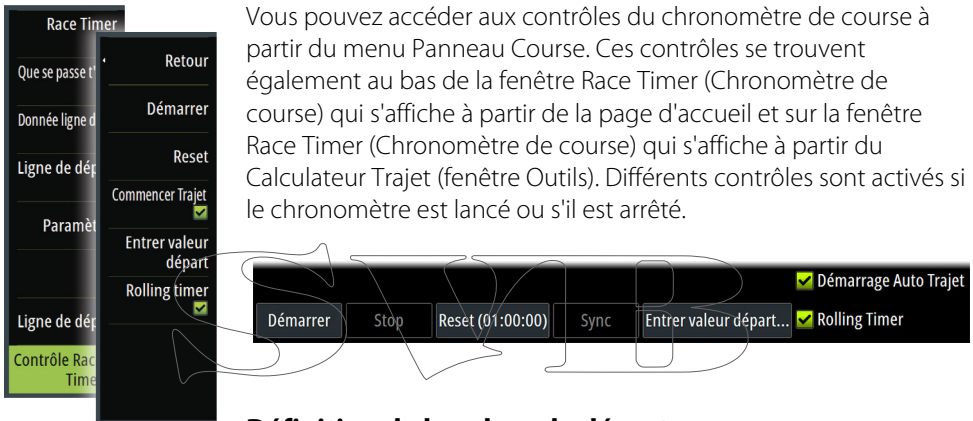 Race Timer
Que se passe t'
Donnée ligne d
Ligne de dép
Paramèt
Ligne de dép
Contrôle Rac
Time
Retour
Démarrer
Reset
Commencer Trajet
Entrer valeur
départ
Rolling timer
Vous pouvez accéder aux contrôles du chronomètre de course à
partir du menu Panneau Course. Ces contrôles se trouvent
également au bas de la fenêtre Race Timer (Chronomètre de
course) qui s'affiche à partir de la page d'accueil et sur la fenêtre
Race Timer (Chronomètre de course) qui s'affiche à partir du
Calculateur Trajet (fenêtre Outils). Différents contrôles sont activés si
le chronomètre est lancé ou s'il est arrêté.
Démarrage Auto Trajet
Démarrer Stop Reset (01:00:00) Sync Entrer valeur départ... Rolling Timer
SVB